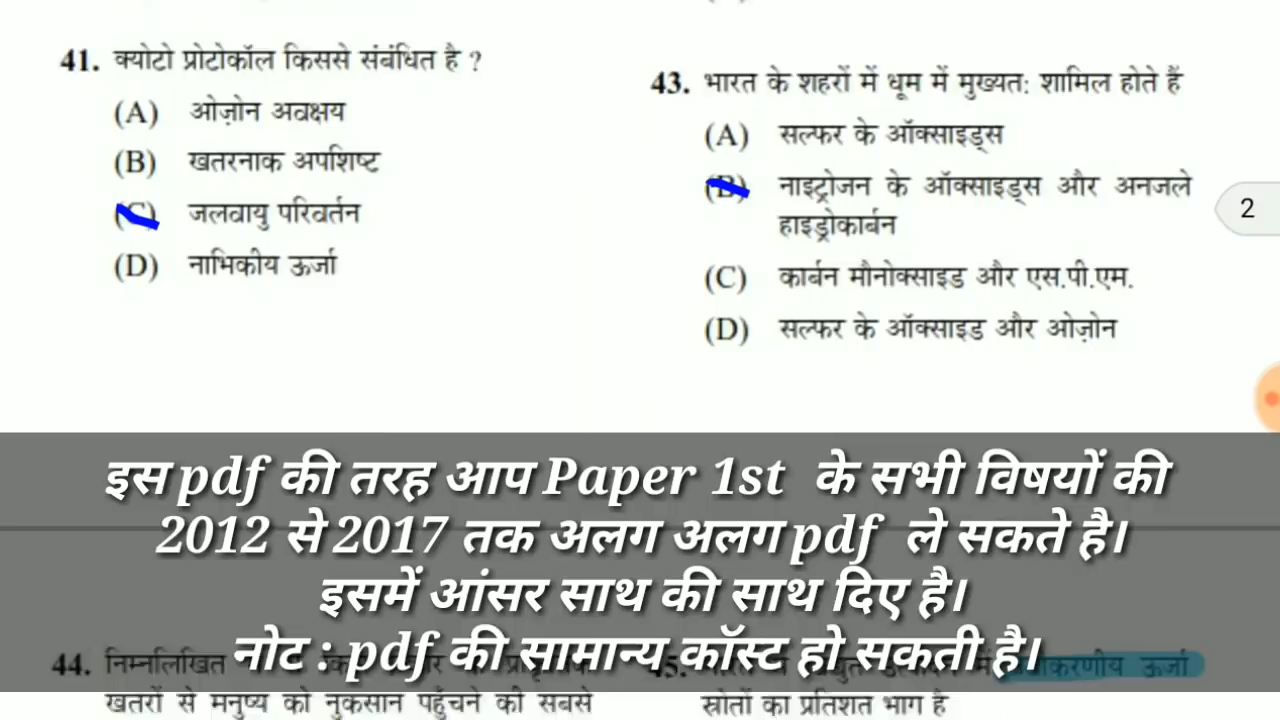 41. क्योटो प्रोटोकॉल किससे संबंधित है ?
(A) ओज़ोन अवक्षय
(B) खतरनाक अपशिष्ट
(C) जलवायु परिवर्तन
(D) नाभिकीय ऊर्जा
43. भारत के शहरों में धूम में मुख्यत: शामिल होते हैं
(A) सल्फर के ऑक्साइड्स
(B) नाइट्रोजन के ऑक्साइड्स और अनजले
हाइड्रोकार्बन
(C) कार्बन मौनोक्साइड और एस.पी.एम.
(D) सल्फर के ऑक्साइड और ओज़ोन
2
इस pdf की तरह आप Paper 1st के सभी विषयों की
2012 से 2017 तक अलग अलग pdf ले सकते है।
इसमें आंसर साथ की साथ दिए है।
नोट : pdf की सामान्य कॉस्ट हो सकती है।
44. निम्नलिखित
खतरों से मनुष्य को नुकसान पहुँचने की सबसे
45. में ऊर्जा
स्रोतों का प्रतिशत भाग है